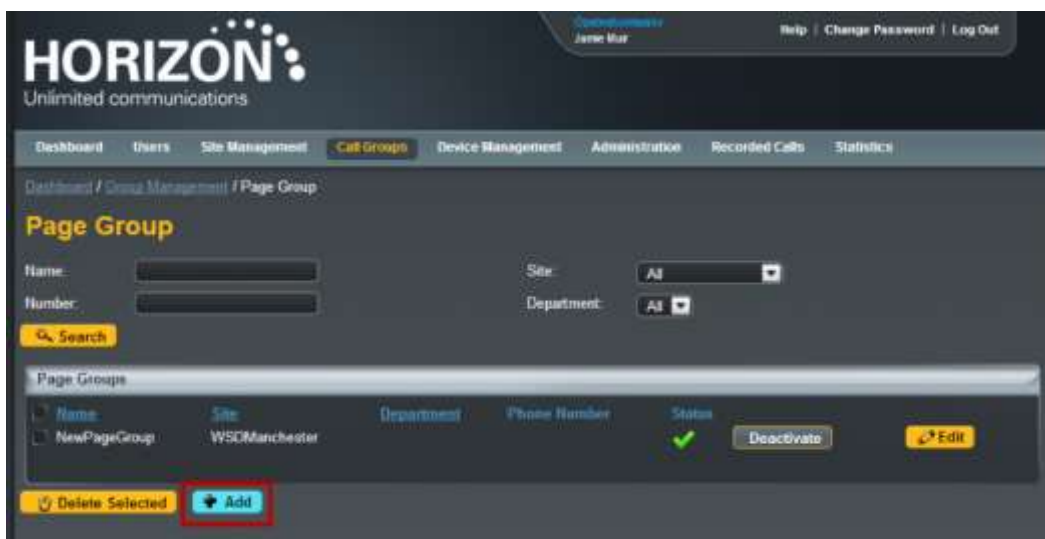 Jamie Muir
Help | Change Password | Log Out
HORIZON
Unlimited communications
Dashboard Users Site Management Call Groups Device Management Administration Recorded Calls Statistics
Dashboard / Group Management / Page Group
Page Group
Name: Site: All
Number: Department: All
Search
Page Groups
Name Site Department Phone Number Status
NewPageGroup WSDManchester Deactivate Edit
Delete Selected Add